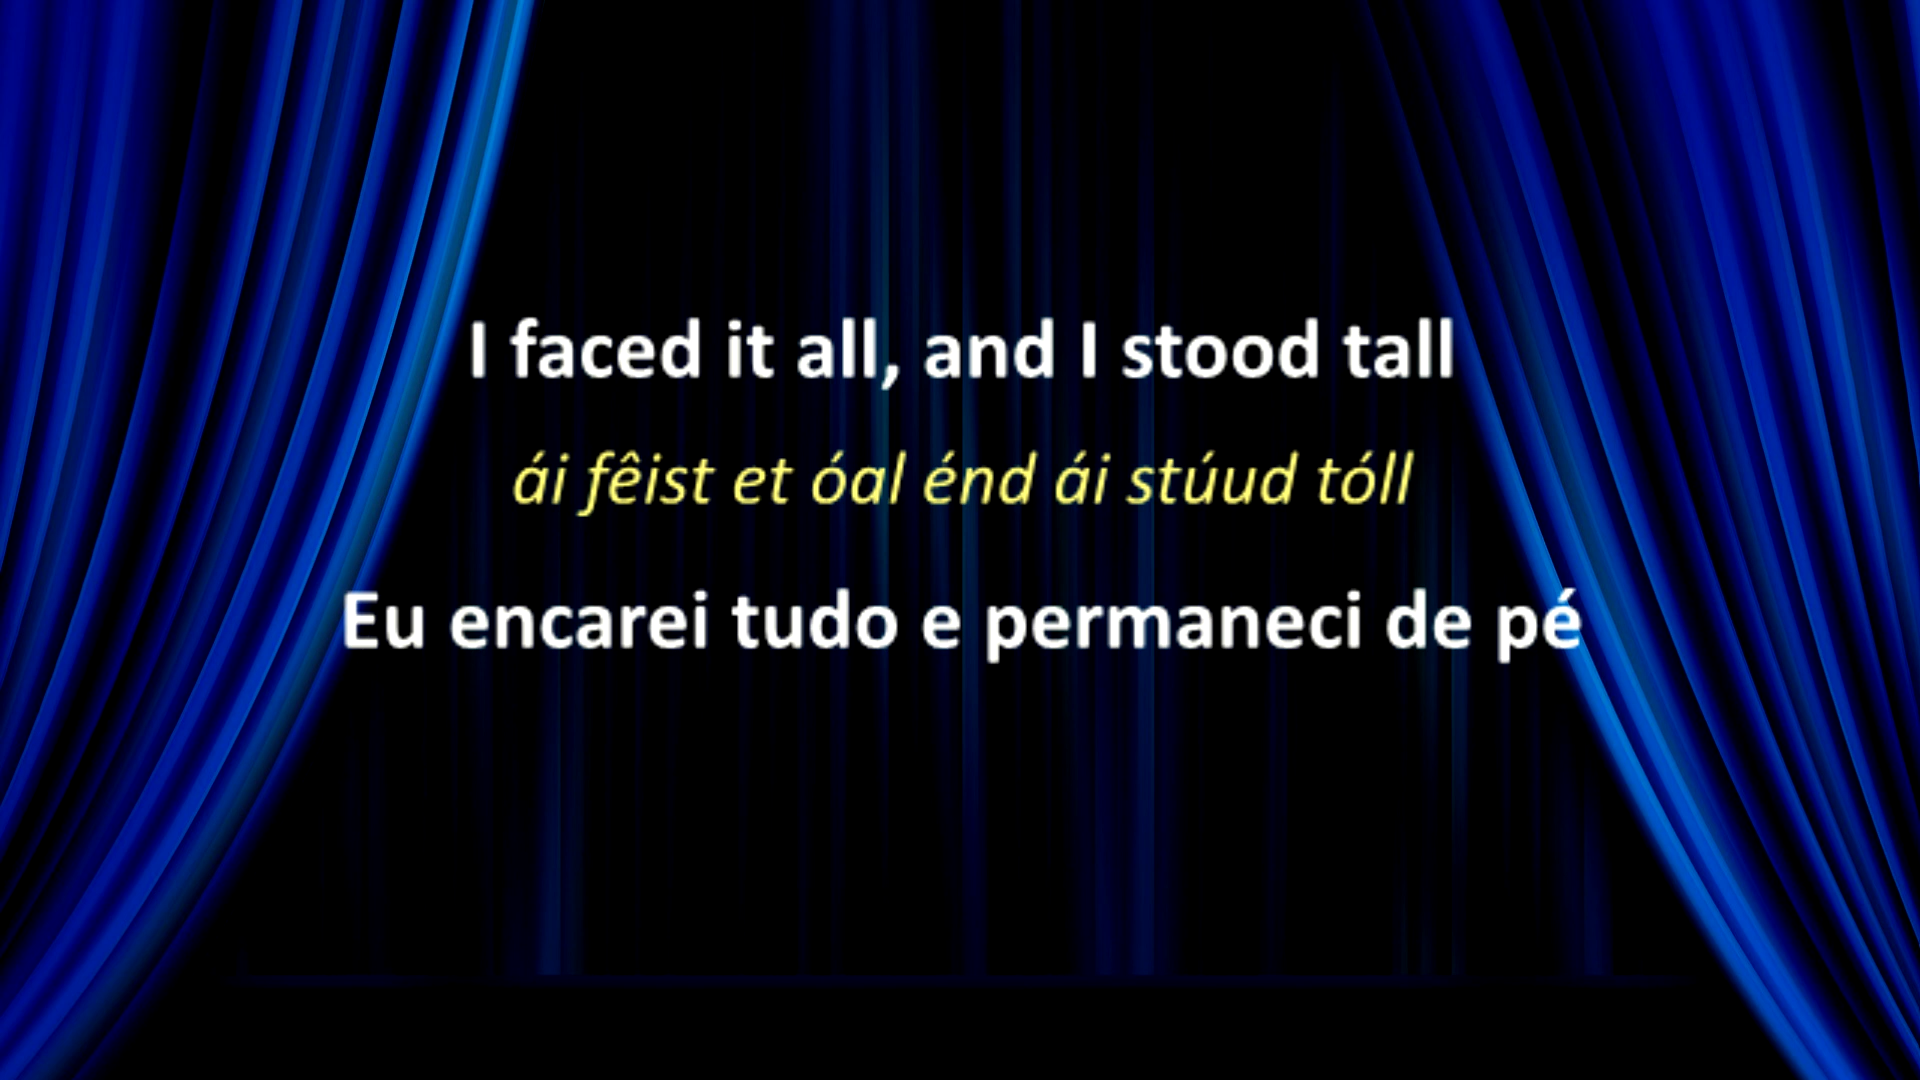 I faced it all, and I stood tall
ái fêist et óal énd ái stúud tóll
Eu encarei tudo e permaneci de pé